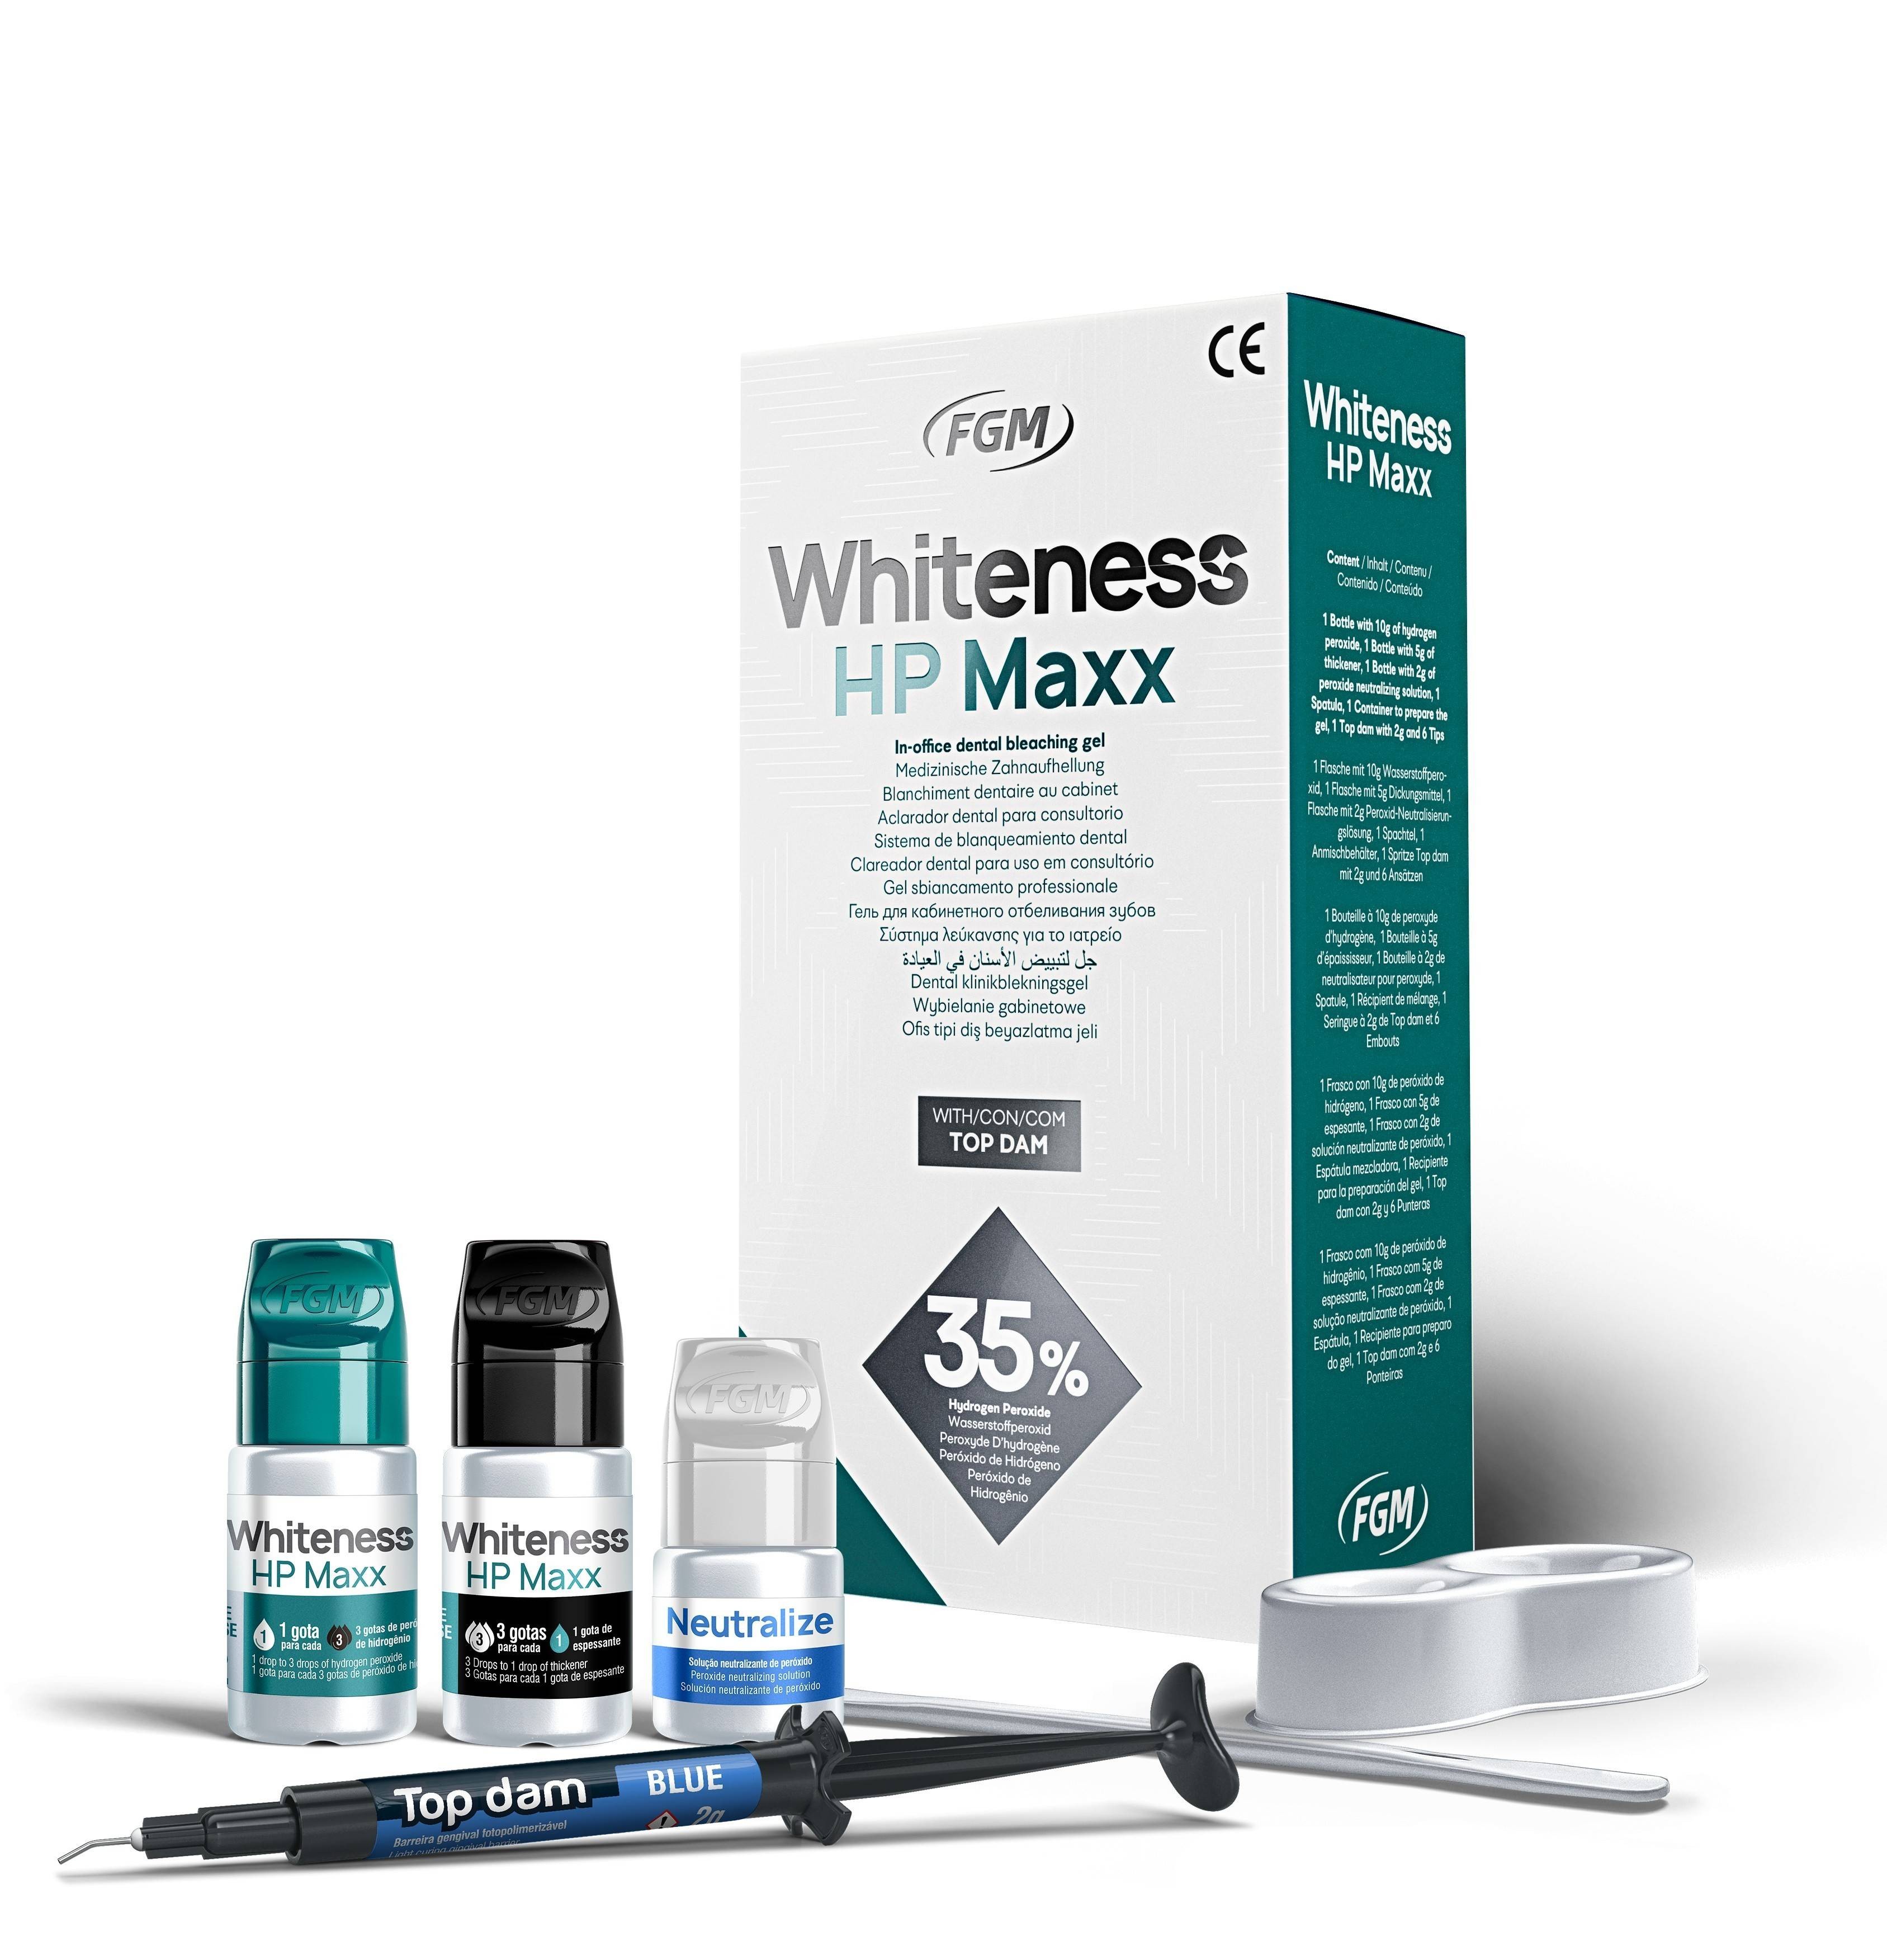 CE
FGM
Whiteness
HP Maxx
In-office dental bleaching gel
Medizinische Zahnaufhellung
Blanchiment dentaire au cabinet
Aclarador dental para consultorio
Sistema de blanqueamiento dental
Clareador dental para uso em consultório
Gel sbiancamento professionale
Гель для кабинетного отбеливания зубов
Σύστημα λεύκανσης για το ιατρείο
جل لتبييض الأسنان في العيادة
Dental klinikblekningsgel
Wybielanie gabinetowe
Ofis tipi diş beyazlatma jeli
WITH/CON/COM
TOP DAM
35%
Hydrogen Peroxide
Wasserstoffperoxid
Peroxyde D'hydrogène
Peróxido de Hidrógeno
Peróxido de
Hidrogênio
Whiteness
HP Maxx
Content / Inhalt / Contenu /
Contenido / Conteúdo
1 Bottle with 10g of hydrogen
peroxide, 1 Bottle with 5g of
thickener, 1 Bottle with 2g of
peroxide neutralizing solution, 1
Spatula, 1 Container to prepare the
gel, 1 Top dam with 2g and 6 Tips
1 Flasche mit 10g Wasserstoffpero-
xid, 1 Flasche mit 5g Dickungsmittel, 1
Flasche mit 2g Peroxid-Neutralisierun-
gslösung, 1 Spachtel, 1
Anmischbehälter, 1 Spritze Top dam
mit 2g und 6 Ansätzen
1 Bouteille à 10g de peroxyde
d'hydrogène, 1 Bouteille à 5g
d'épaississeur, 1 Bouteille à 2g de
neutralisateur pour peroxyde, 1
Spatule, 1 Récipient de mélange, 1
Seringue à 2g de Top dam et 6
Embouts
1 Frasco con 10g de peróxido de
hidrógeno, 1 Frasco con 5g de
espesante, 1 Frasco con 2g de
solución neutralizante de peróxido, 1
Espátula mezcladora, 1 Recipiente
para la preparación del gel, 1 Top
dam con 2g y 6 Punteras
1 Frasco com 10g de peróxido de
hidrogênio, 1 Frasco com 5g de
espessante, 1 Frasco com 2g de
solução neutralizante de peróxido, 1
Espátula, 1 Recipiente para preparo
do gel, 1 Top dam com 2g e 6
Ponteiras
FGM
FGM
Whiteness
HP Maxx
1 1 gota para cada 3 3 gotas de peró
de hidrogênio
1 drop to 3 drops of hydrogen peroxide
1 gota para cada 3 gotas de peróxido de hi
FGM
Whiteness
HP Maxx
3 3 gotas para cada 1 1 gota de
espessante
3 Drops to 1 drop of thickener
3 Gotas para cada 1 gota de espesante
FGM
Neutralize
Solução neutralizante de peróxido
Peroxide neutralizing solution
Solución neutralizante de peróxido
Top dam BLUE
2g
Barreira gengival fotopolimerizável
Light curing gingival barrier